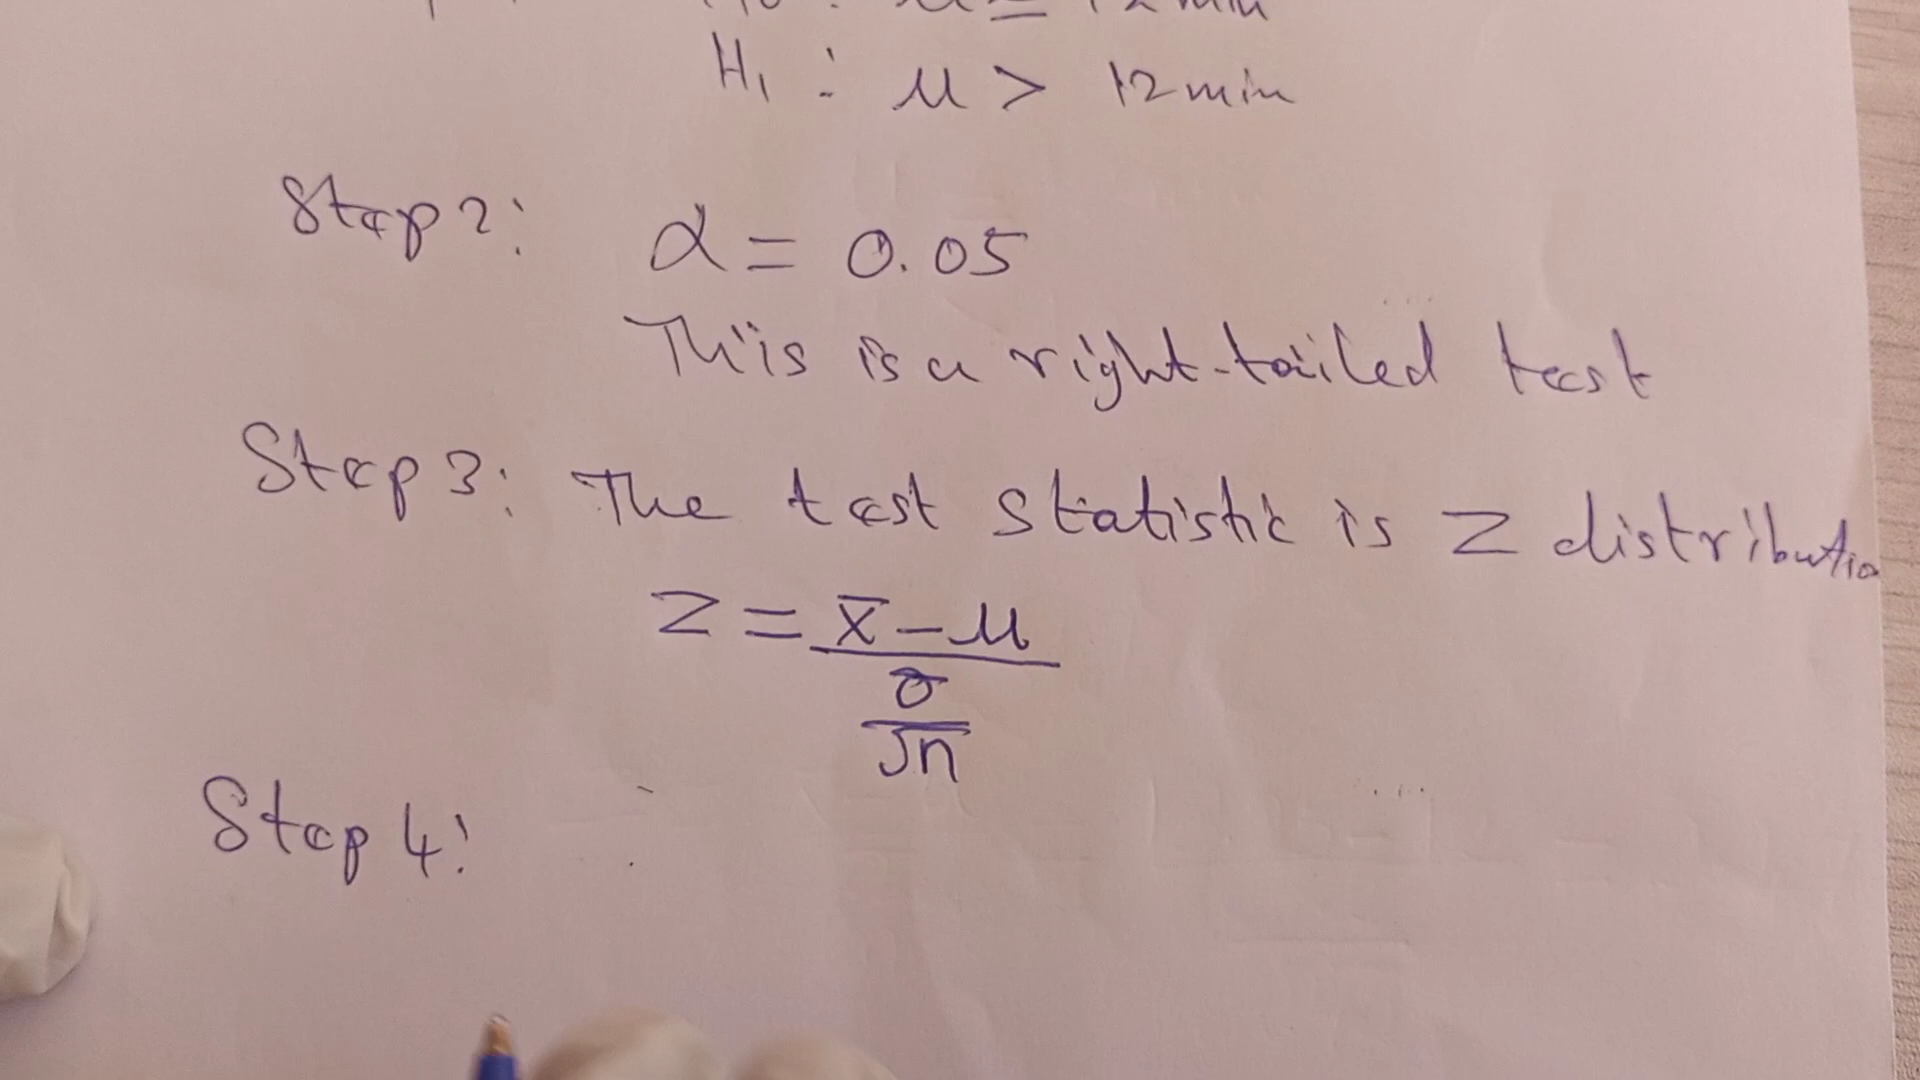 H₁ : μ > 12 min
Step 2:
α = 0.05
This is a right-tailed test
Step 3: The test statistic is Z distributio
Z = x̄ - μ
σ
√n
Step 4: